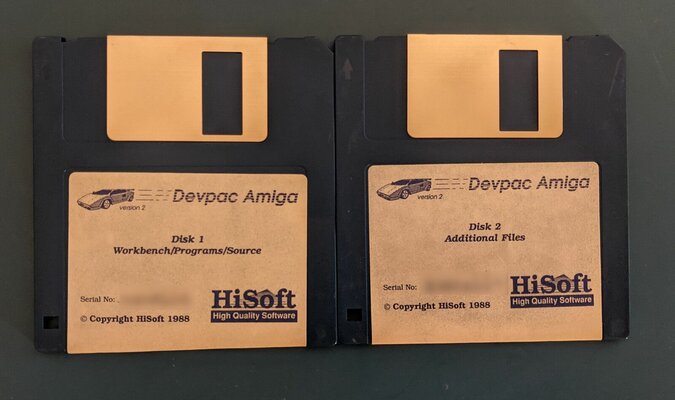 Devpac Amiga
version 2
Disk 1
Workbench/Programs/Source
Serial No:
HiSoft
High Quality Software
© Copyright HiSoft 1988
Devpac Amiga
version 2
Disk 2
Additional Files
Serial No:
HiSoft
High Quality Software
© Copyright HiSoft 1988